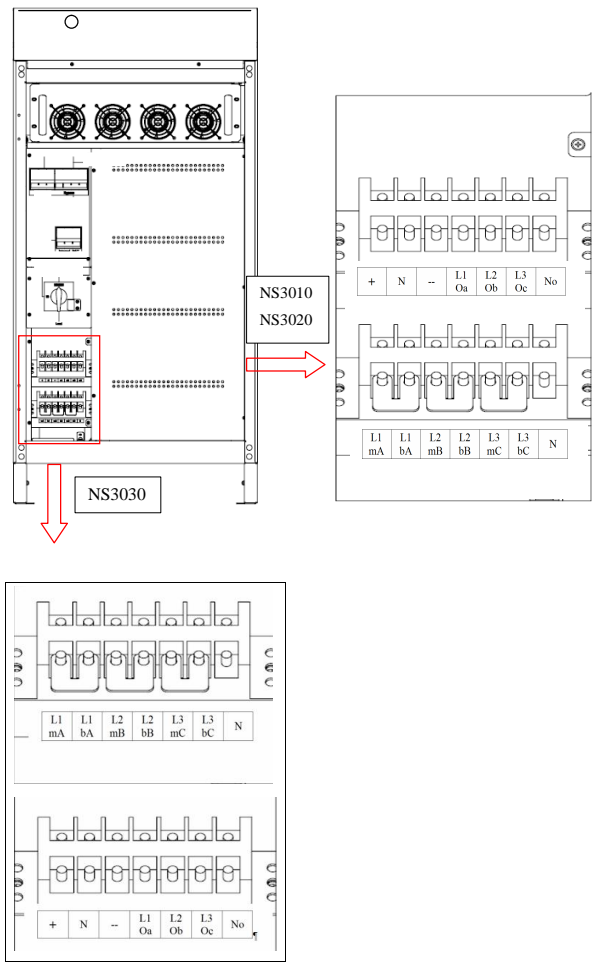 NS3010
NS3020
+ N -- L1 Oa L2 Ob L3 Oc No
L1 mA L1 bA L2 mB L2 bB L3 mC L3 bC N
NS3030
L1 mA L1 bA L2 mB L2 bB L3 mC L3 bC N
+ N -- L1 Oa L2 Ob L3 Oc No¶